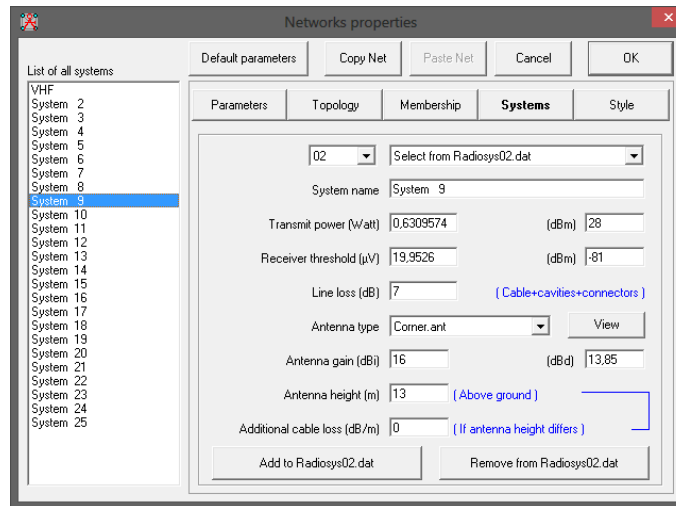 Networks properties
Default parameters Copy Net Paste Net Cancel OK
List of all systems
Parameters Topology Membership Systems Style
VHF
System 2
System 3
System 4
System 5
System 6
System 7
System 8
System 9
System 10
System 11
System 12
System 13
System 14
System 15
System 16
System 17
System 18
System 19
System 20
System 21
System 22
System 23
System 24
System 25
02 Select from Radiosys02.dat
System name System 9
Transmit power (Watt) 0,6309574 (dBm) 28
Receiver threshold (µV) 19,9526 (dBm) -81
Line loss (dB) 7 ( Cable+cavities+connectors )
Antenna type Corner.ant View
Antenna gain (dBi) 16 (dBd) 13,85
Antenna height (m) 13 ( Above ground )
Additional cable loss (dB/m) 0 ( If antenna height differs )
Add to Radiosys02.dat Remove from Radiosys02.dat